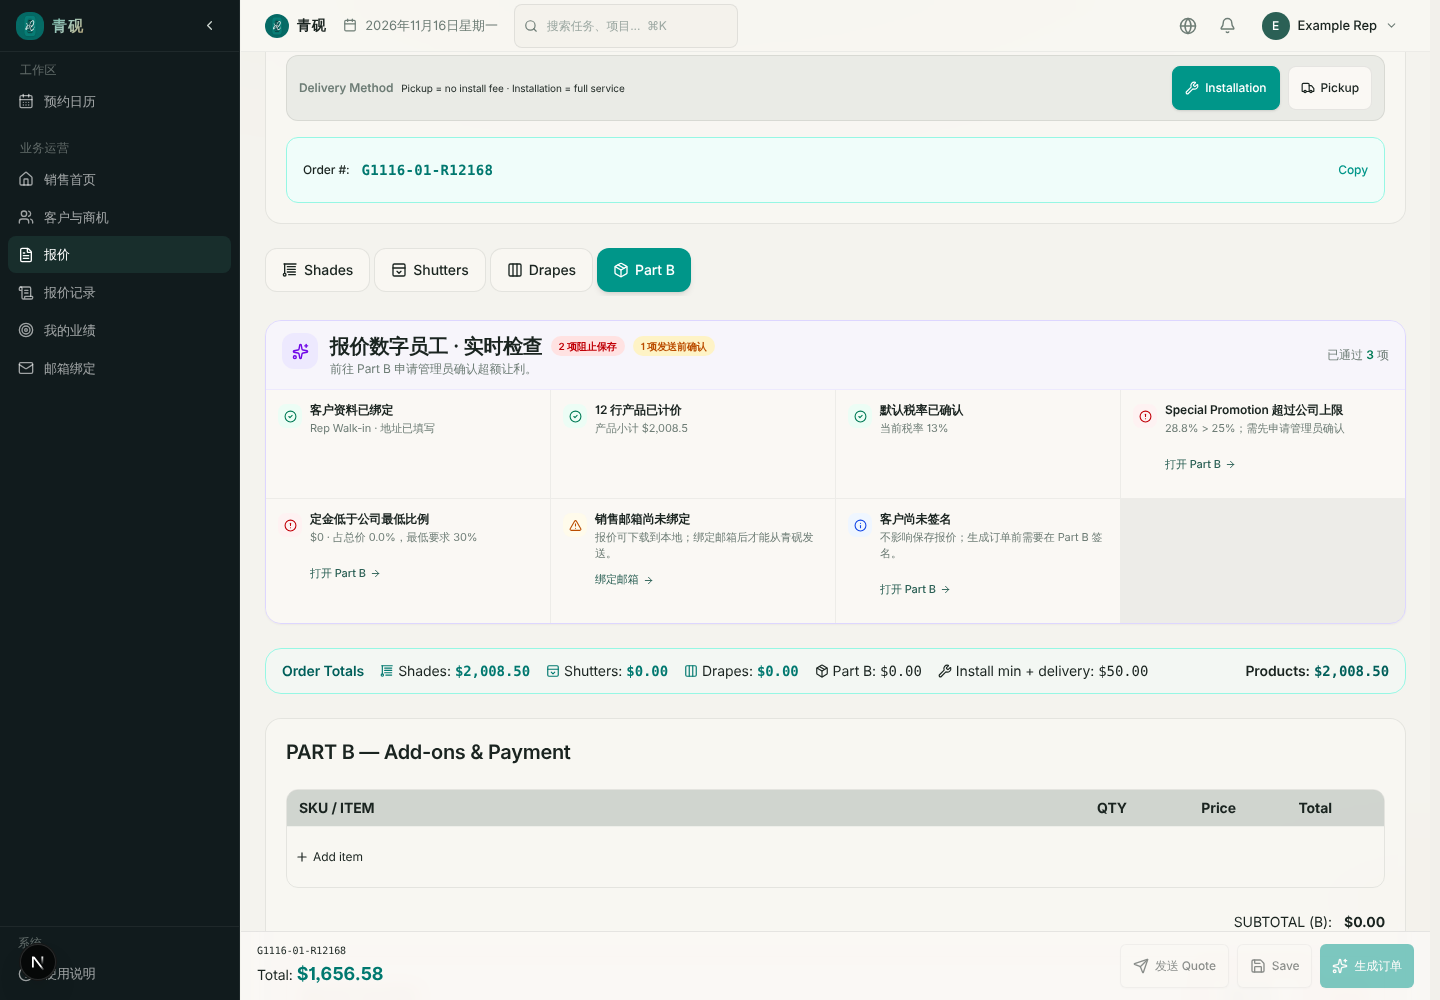 青砚
青砚
2026年11月16日星期一
搜索任务、项目... ⌘K
E
Example Rep
工作区
预约日历
业务运营
销售首页
客户与商机
报价
报价记录
我的业绩
邮箱绑定
系统
使用说明
N
Delivery Method Pickup = no install fee · Installation = full service
Installation
Pickup
Order #: G1116-01-R12168
Copy
Shades
Shutters
Drapes
Part B
报价数字员工 · 实时检查
2 项阻止保存
1 项发送前确认
前往 Part B 申请管理员确认超额让利。
已通过 3 项
客户资料已绑定
Rep Walk-in · 地址已填写
12 行产品已计价
产品小计 $2,008.5
默认税率已确认
当前税率 13%
Special Promotion 超过公司上限
28.8% > 25%；需先申请管理员确认
打开 Part B →
定金低于公司最低比例
$0 · 占总价 0.0%，最低要求 30%
打开 Part B →
销售邮箱尚未绑定
报价可下载到本地；绑定邮箱后才能从青砚发
送。
绑定邮箱 →
客户尚未签名
不影响保存报价；生成订单前需要在 Part B 签
名。
打开 Part B →
Order Totals Shades: $2,008.50 Shutters: $0.00 Drapes: $0.00 Part B: $0.00 Install min + delivery: $50.00 Products: $2,008.50
PART B — Add-ons & Payment
SKU / ITEM QTY Price Total
+ Add item
SUBTOTAL (B): $0.00
G1116-01-R12168
Total: $1,656.58
发送 Quote
Save
生成订单